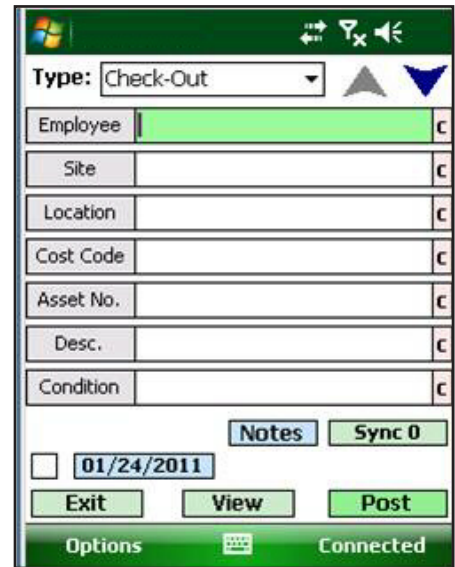 Type: Check-Out
Employee C
Site C
Location C
Cost Code C
Asset No. C
Desc. C
Condition C
Notes Sync 0
01/24/2011
Exit View Post
Options Connected